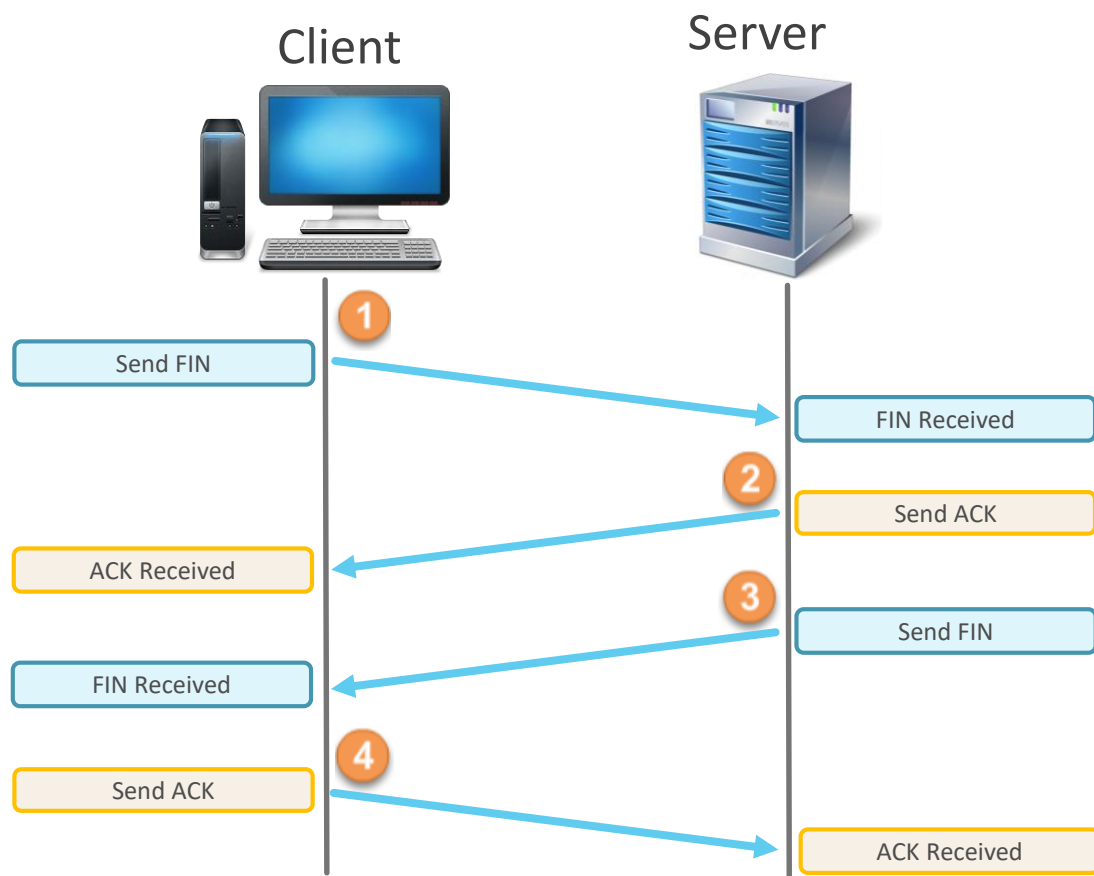 Client
Server
1
Send FIN
FIN Received
2
Send ACK
ACK Received
3
Send FIN
FIN Received
4
Send ACK
ACK Received